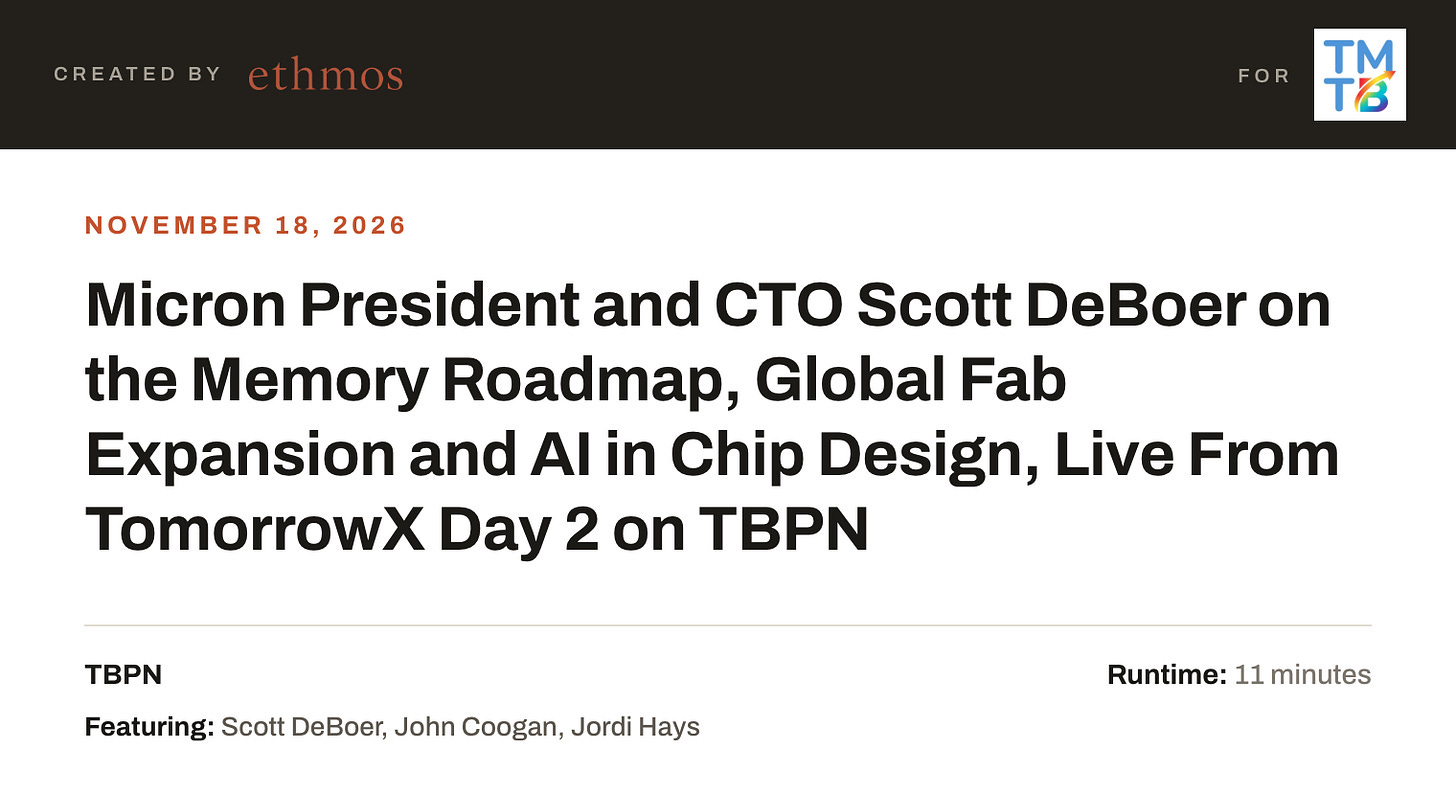 CREATED BY ethmos
FOR
TM
TB
NOVEMBER 18, 2026
Micron President and CTO Scott DeBoer on
the Memory Roadmap, Global Fab
Expansion and AI in Chip Design, Live From
TomorrowX Day 2 on TBPN
TBPN
Runtime: 11 minutes
Featuring: Scott DeBoer, John Coogan, Jordi Hays